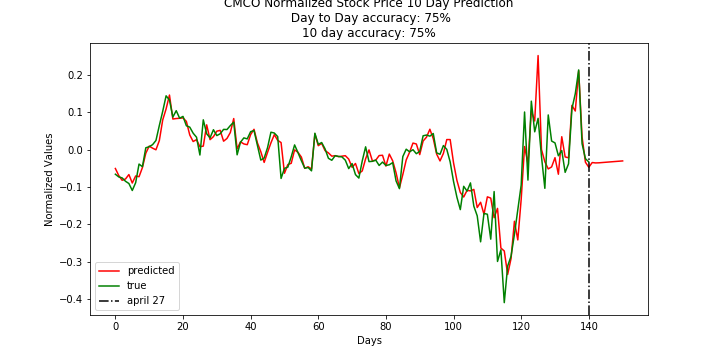 CMCO Normalized Stock Price 10 Day Prediction
Day to Day accuracy: 75%
10 day accuracy: 75%
Normalized Values
0.2
0.1
0.0
−0.1
−0.2
−0.3
−0.4
predicted
true
april 27
0 20 40 60 80 100 120 140
Days